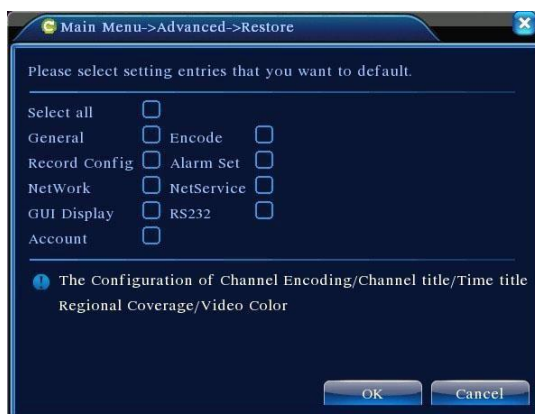 Main Menu->Advanced->Restore
Please select setting entries that you want to default.
Select all
General Encode
Record Config Alarm Set
NetWork NetService
GUI Display RS232
Account
The Configuration of Channel Encoding/Channel title/Time title
Regional Coverage/Video Color
OK Cancel